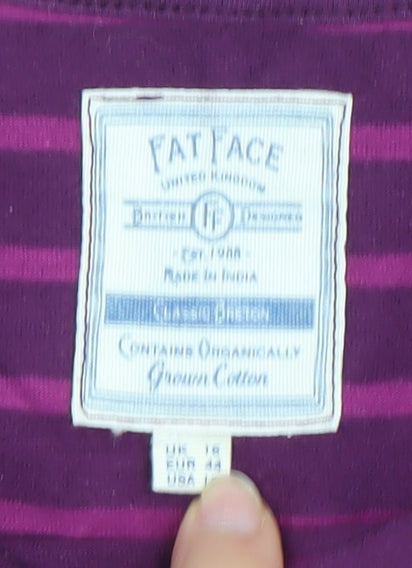 FAT FACE
UNITED KINGDOM
BRITISH FF DESIGNED
- EST. 1988 -
MADE IN INDIA
CLASSIC BRETON
CONTAINS ORGANICALLY
Grown Cotton
UK 18
EUR 44
USA